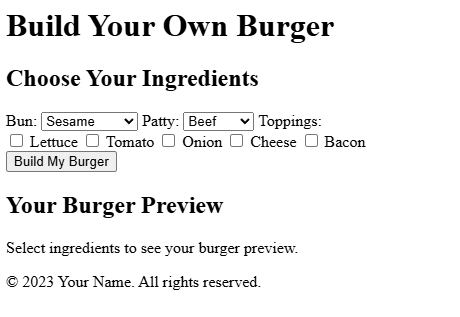 Build Your Own Burger
Choose Your Ingredients
Bun: Sesame Patty: Beef Toppings:
Lettuce Tomato Onion Cheese Bacon
Build My Burger
Your Burger Preview
Select ingredients to see your burger preview.
© 2023 Your Name. All rights reserved.